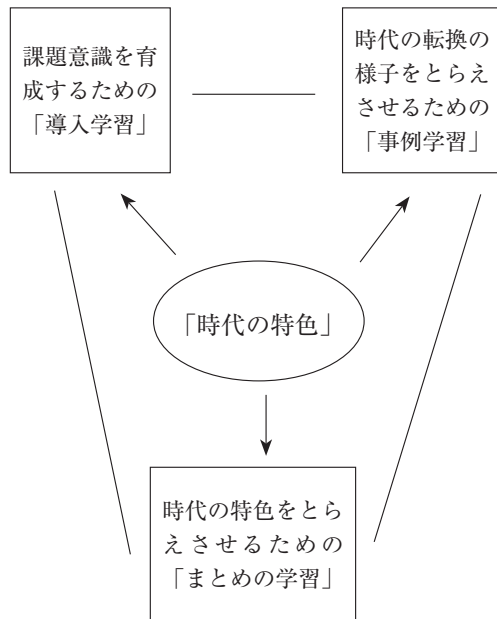 課題意識を育
成するための
「導入学習」
時代の転換の
様子をとらえ
させるための
「事例学習」
「時代の特色」
時代の特色をとら
えさせるための
「まとめの学習」